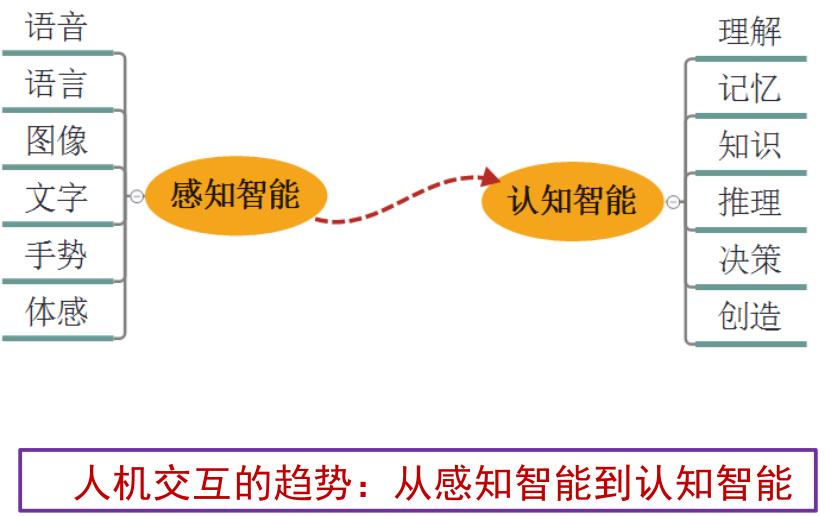 语音
语言
图像
文字
手势
体感
感知智能
认知智能
理解
记忆
知识
推理
决策
创造
人机交互的趋势：从感知智能到认知智能